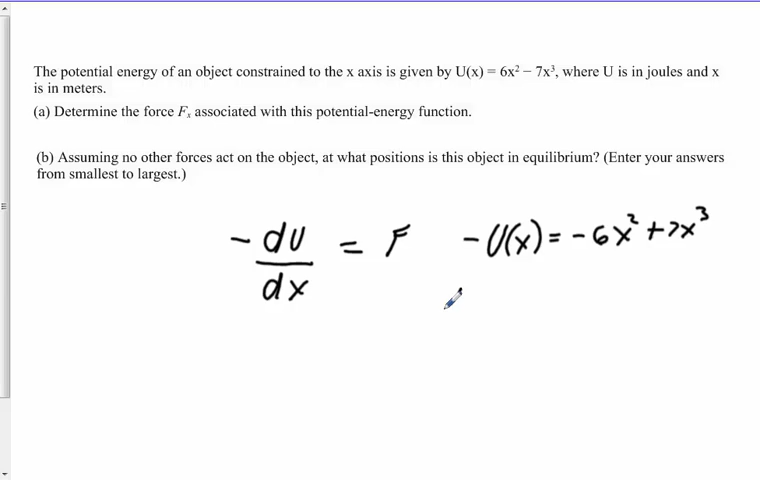 The potential energy of an object constrained to the x axis is given by U(x) = 6x² − 7x³, where U is in joules and x
is in meters.
(a) Determine the force Fₓ associated with this potential-energy function.
(b) Assuming no other forces act on the object, at what positions is this object in equilibrium? (Enter your answers
from smallest to largest.)
- dU/dx = F - U(x) = - 6x² + 7x³